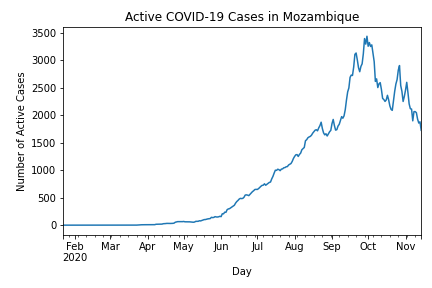 Active COVID-19 Cases in Mozambique
3500
3000
2500
2000
1500
1000
500
0
Number of Active Cases
Feb Mar Apr May Jun Jul Aug Sep Oct Nov
2020
Day